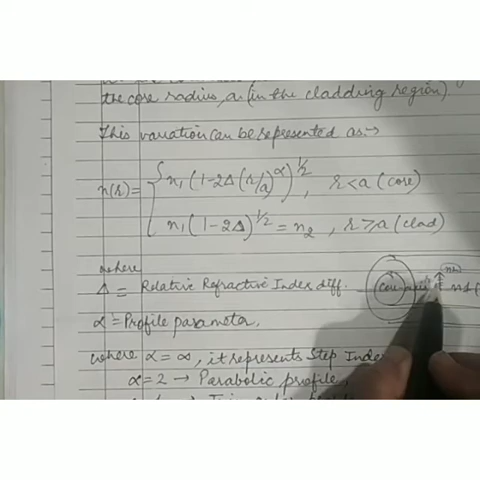 the core radius, a. (in the cladding region).
This variation can be represented as:→
n(r) = { n₁ (1-2Δ (r/a)^α)^1/2 , r<a (core)
n₁ (1-2Δ)^1/2 = n₂ , r≥a (clad)
where
Δ = Relative Refractive Index diff.
α = Profile parameter.
where α = ∞, it represents Step Index
α = 2 → Parabolic profile,